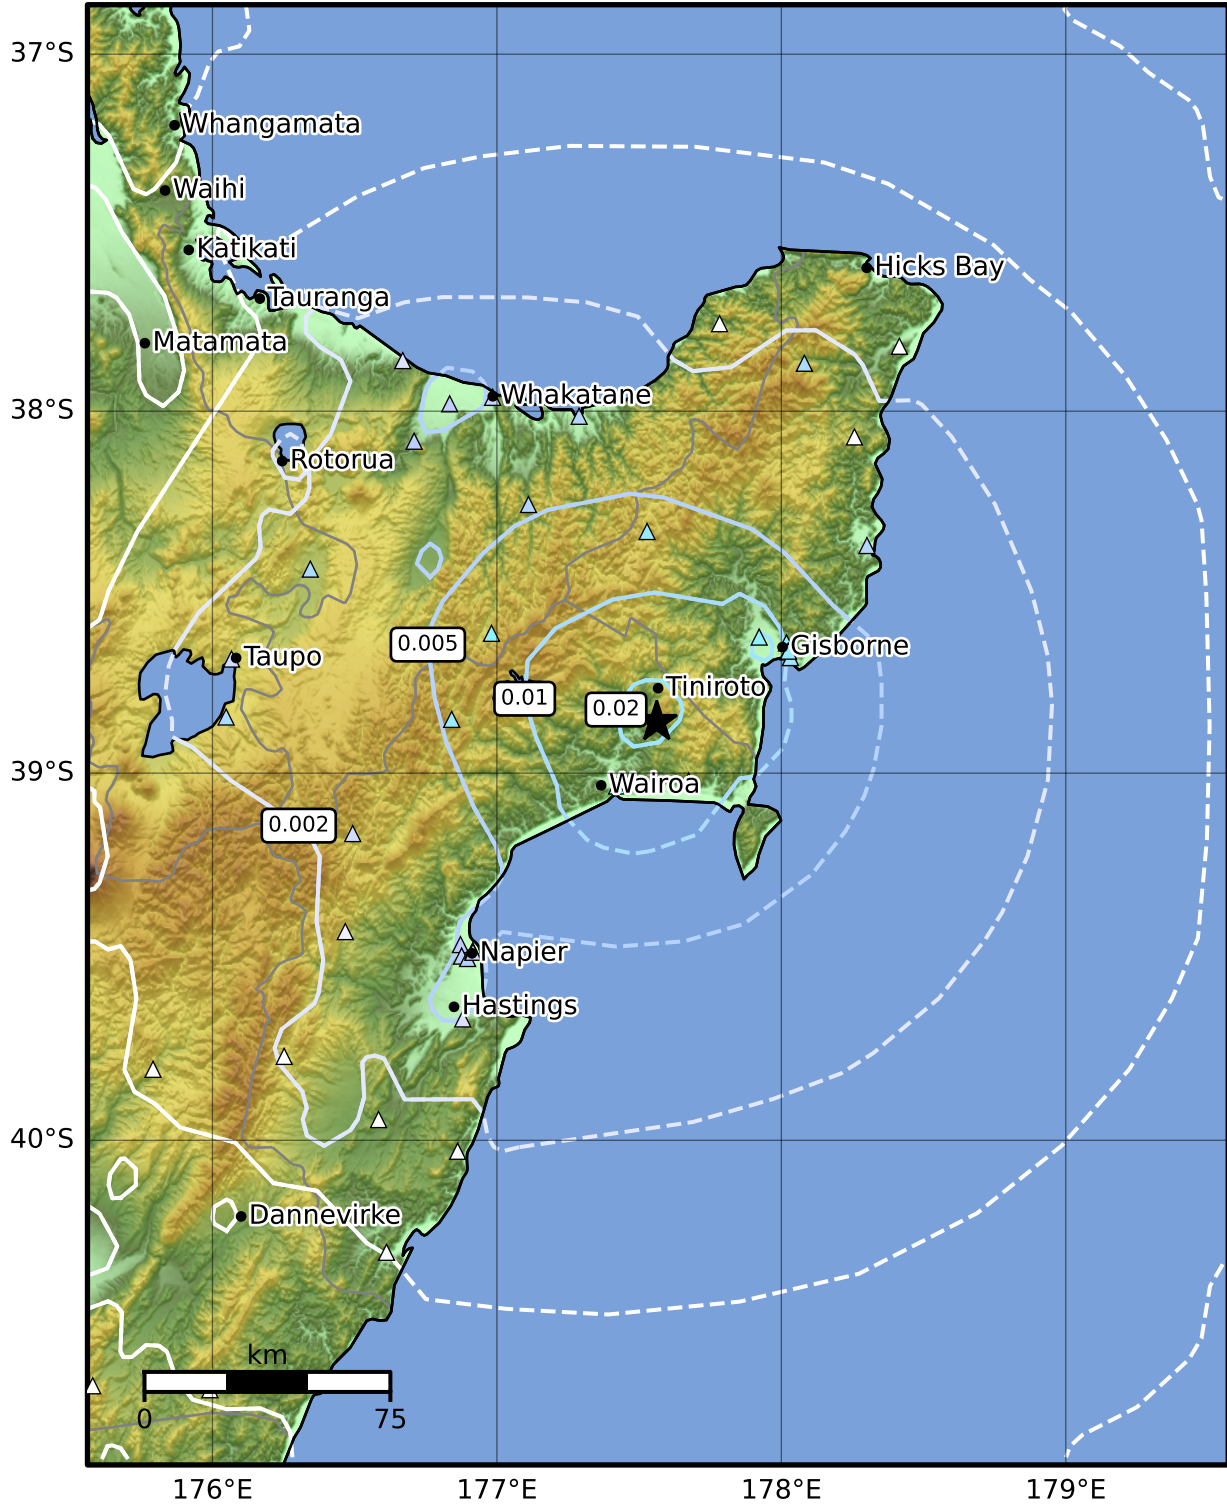 37°S
Whangamata
Waihi
Katikati
Hicks Bay
Tauranga
Matamata
Whakatane
38°S
Rotorua
0.005
Taupo
Gisborne
0.01
Tiniroto
0.02
39°S
Wairoa
0.002
Napier
Hastings
40°S
Dannevirke
km
0 75
176°E 177°E 178°E 179°E